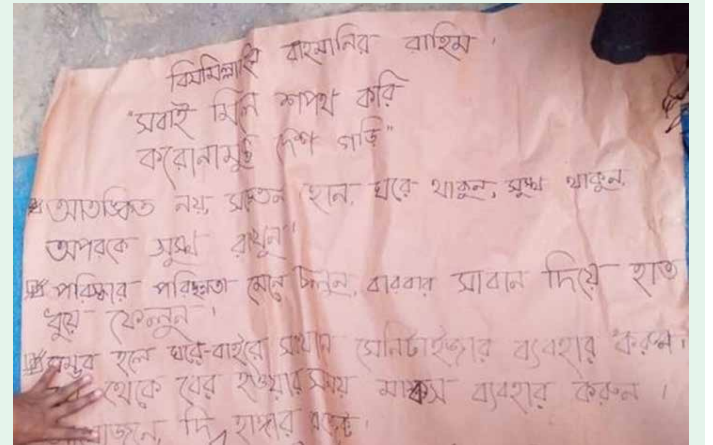 বিসমিল্লাহি রাহমানির রাহিম।
"সবাই মিলে শপথ করি
করোনামুক্ত দেশ গড়ি"
আতঙ্কিত নয়, সচেতন হোন, ঘরে থাকুন, সুস্থ থাকুন,
অপরকে সুস্থ রাখুন।
পরিস্কার পরিচ্ছন্নতা মেনে চলুন, বারবার সাবান দিয়ে হাত
ধুয়ে ফেলুন।
সম্ভব হলে ঘরে-বাইরে সেনিটাইজার ব্যবহার করুন।
থেকে বের হওয়ার সময় মাকস ব্যবহার করুন।
দি হাঙ্গার